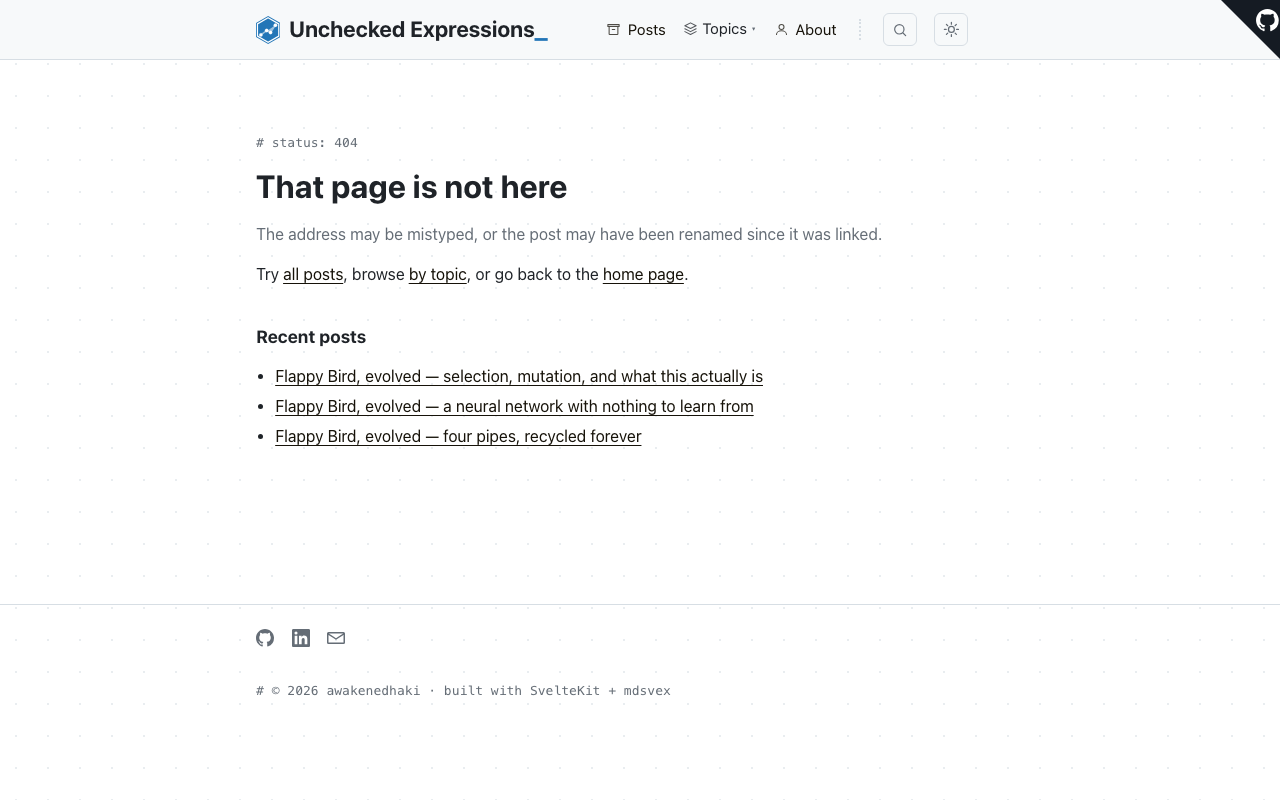 Unchecked Expressions_
Posts
Topics
About
# status: 404
That page is not here
The address may be mistyped, or the post may have been renamed since it was linked.
Try all posts, browse by topic, or go back to the home page.
Recent posts
Flappy Bird, evolved — selection, mutation, and what this actually is
Flappy Bird, evolved — a neural network with nothing to learn from
Flappy Bird, evolved — four pipes, recycled forever
# © 2026 awakenedhaki · built with SvelteKit + mdsvex